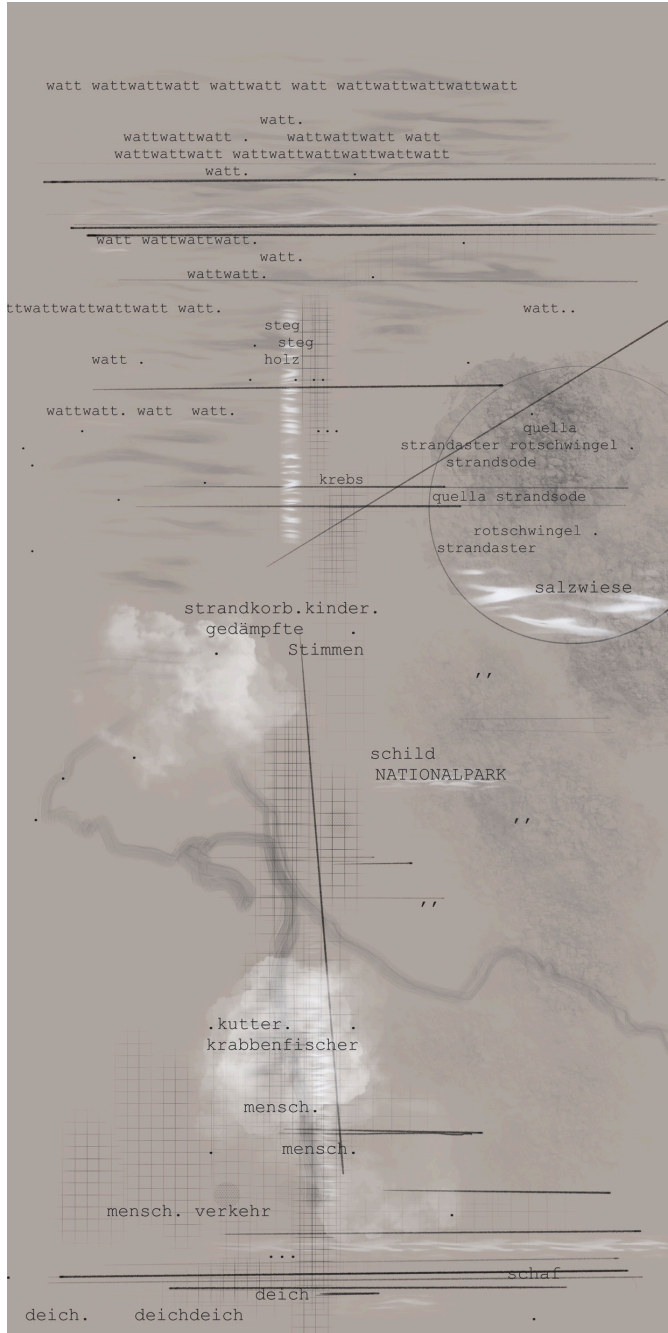 watt wattwattwatt wattwatt watt wattwattwattwattwatt
watt.
wattwattwatt . wattwattwatt watt
wattwattwatt wattwattwattwattwattwatt
watt. .
watt wattwattwatt. .
watt.
wattwatt. .
ttwattwattwattwatt watt. watt..
steg
. steg
watt . holz .
. . ..
wattwatt. watt watt. .
. ... quella
. strandaster rotschwingel .
. strandsode
. krebs
. quella strandsode
rotschwingel .
. strandaster
salzwiese
strandkorb.kinder.
gedämpfte .
. Stimmen
,,
schild
.
. NATIONALPARK
. ,,
,,
.kutter. .
krabbenfischer
mensch.
. mensch.
mensch. verkehr .
...
. schaf
deich
deich. deichdeich .